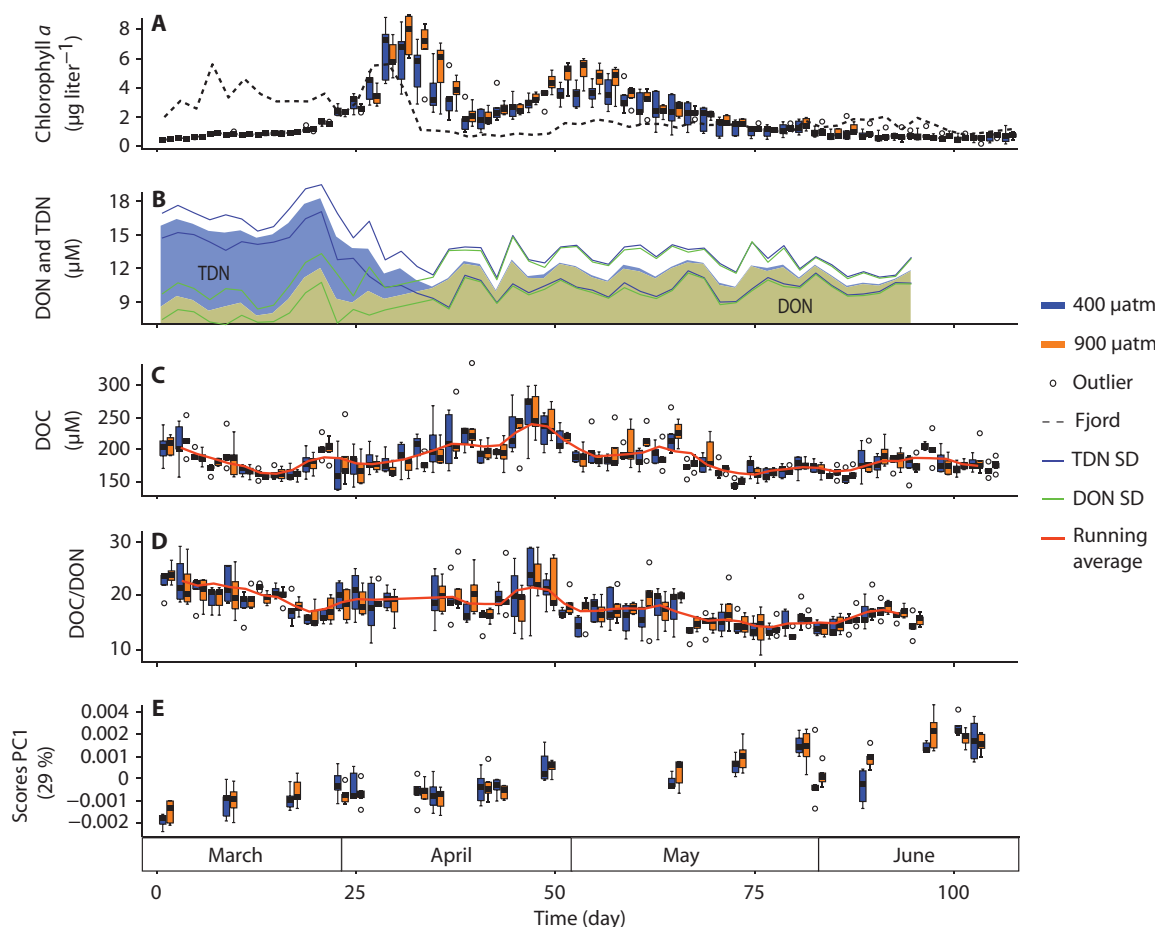 A
Chlorophyll a
(µg liter−1)
8
6
4
2
0
B
DON and TDN
(µM)
18
15
12
9
TDN
DON
C
DOC
(µM)
300
250
200
150
D
DOC/DON
30
20
10
E
Scores PC1
(29 %)
0.004
0.002
0.001
0
−0.001
−0.002
March April May June
0 25 50 75 100
Time (day)
400 µatm
900 µatm
Outlier
Fjord
TDN SD
DON SD
Running
average